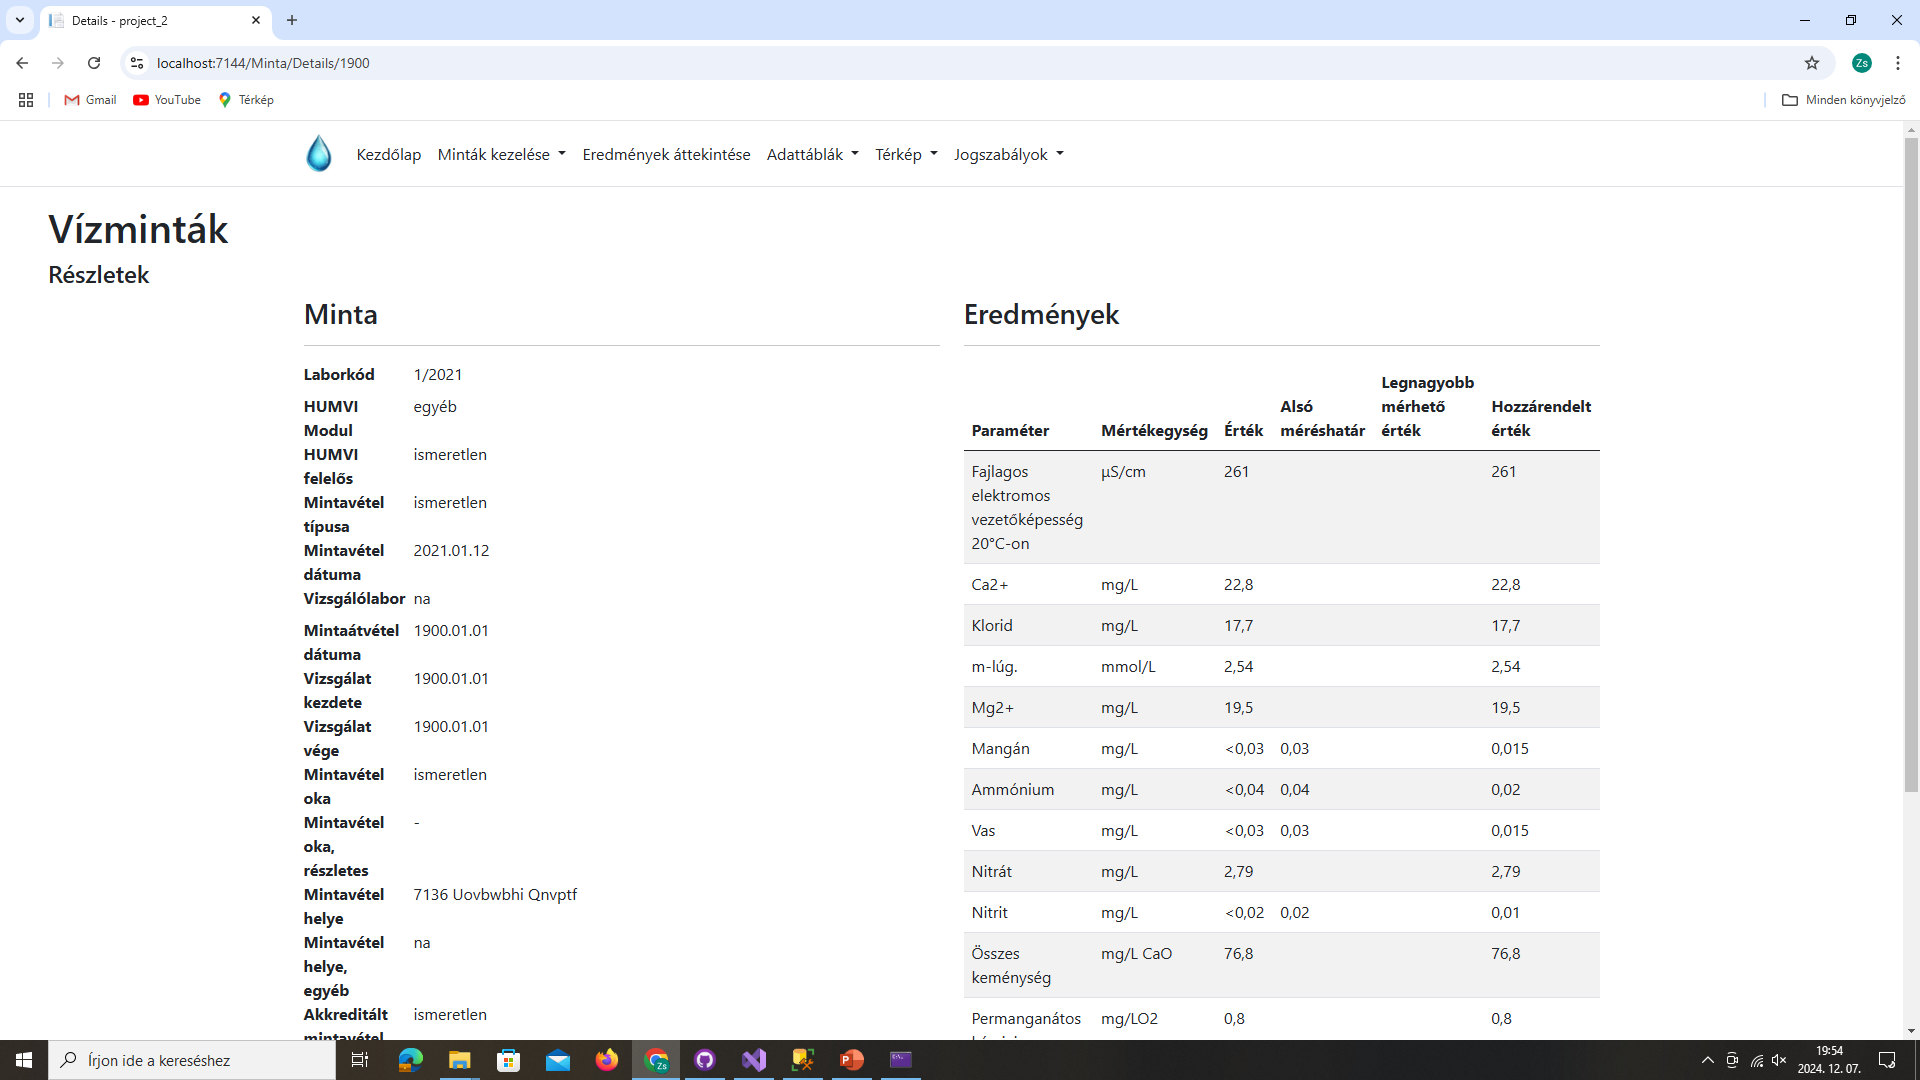 Details - project_2
localhost:7144/Minta/Details/1900
Zs
Gmail YouTube Térkép Minden könyvjelző
Kezdőlap Minták kezelése Eredmények áttekintése Adattáblák Térkép Jogszabályok
Vízminták
Részletek
Minta
Laborkód 1/2021
HUMVI egyéb
Modul
HUMVI ismeretlen
felelős
Mintavétel ismeretlen
típusa
Mintavétel 2021.01.12
dátuma
Vizsgálólabor na
Mintaátvétel 1900.01.01
dátuma
Vizsgálat 1900.01.01
kezdete
Vizsgálat 1900.01.01
vége
Mintavétel ismeretlen
oka
Mintavétel -
oka,
részletes
Mintavétel 7136 Uovbwbhi Qnvptf
helye
Mintavétel na
helye,
egyéb
Akkreditált ismeretlen
mintavétel
Eredmények
Legnagyobb
Alsó mérhető Hozzárendelt
Paraméter Mértékegység Érték méréshatár érték érték
Fajlagos µS/cm 261 261
elektromos
vezetőképesség
20°C-on
Ca2+ mg/L 22,8 22,8
Klorid mg/L 17,7 17,7
m-lúg. mmol/L 2,54 2,54
Mg2+ mg/L 19,5 19,5
Mangán mg/L <0,03 0,03 0,015
Ammónium mg/L <0,04 0,04 0,02
Vas mg/L <0,03 0,03 0,015
Nitrát mg/L 2,79 2,79
Nitrit mg/L <0,02 0,02 0,01
Összes mg/L CaO 76,8 76,8
keménység
Permanganátos mg/LO2 0,8 0,8
Írjon ide a kereséshez
Zs
19:54
2024. 12. 07.